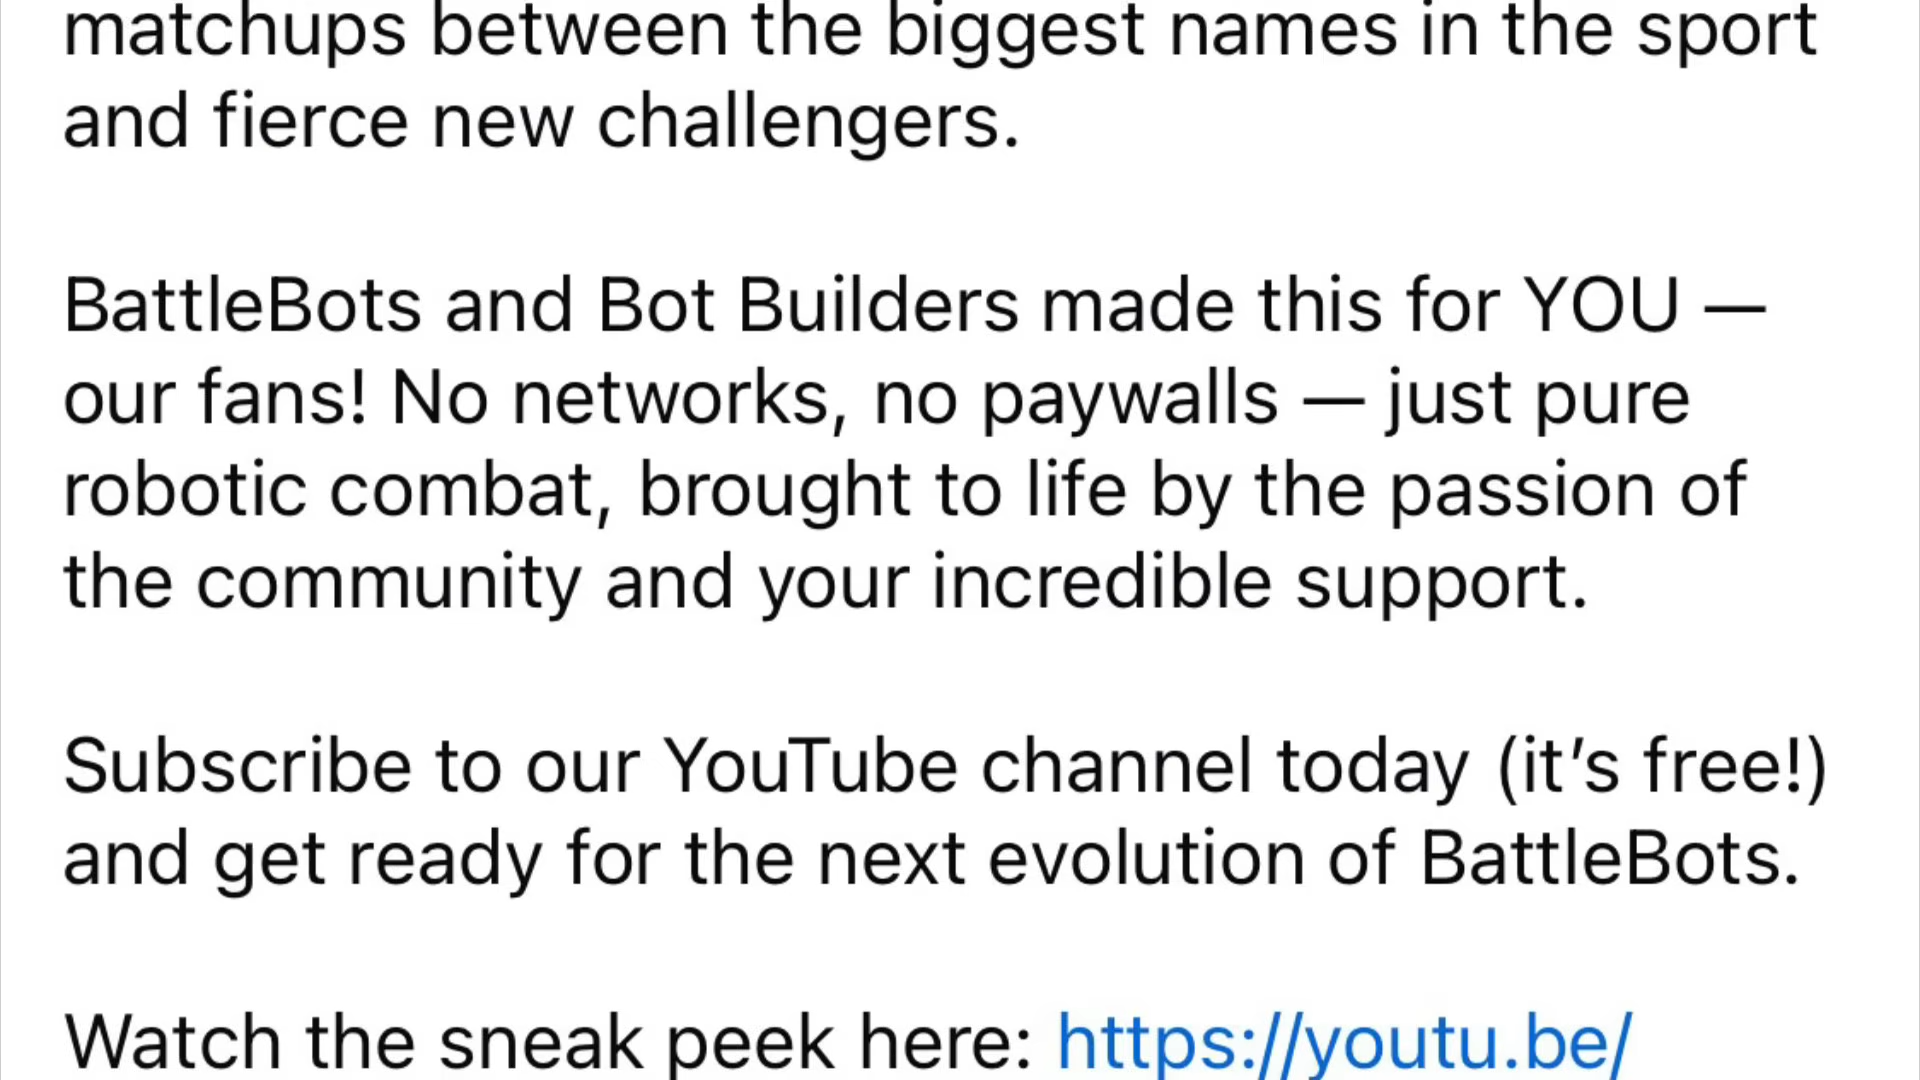 matchups between the biggest names in the sport
and fierce new challengers.
BattleBots and Bot Builders made this for YOU —
our fans! No networks, no paywalls — just pure
robotic combat, brought to life by the passion of
the community and your incredible support.
Subscribe to our YouTube channel today (it’s free!)
and get ready for the next evolution of BattleBots.
Watch the sneak peek here: https://youtu.be/